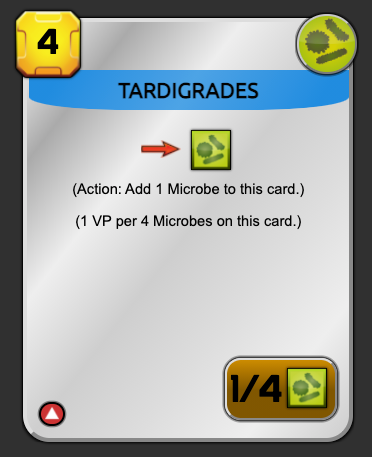 4
TARDIGRADES
(Action: Add 1 Microbe to this card.)
(1 VP per 4 Microbes on this card.)
1/4